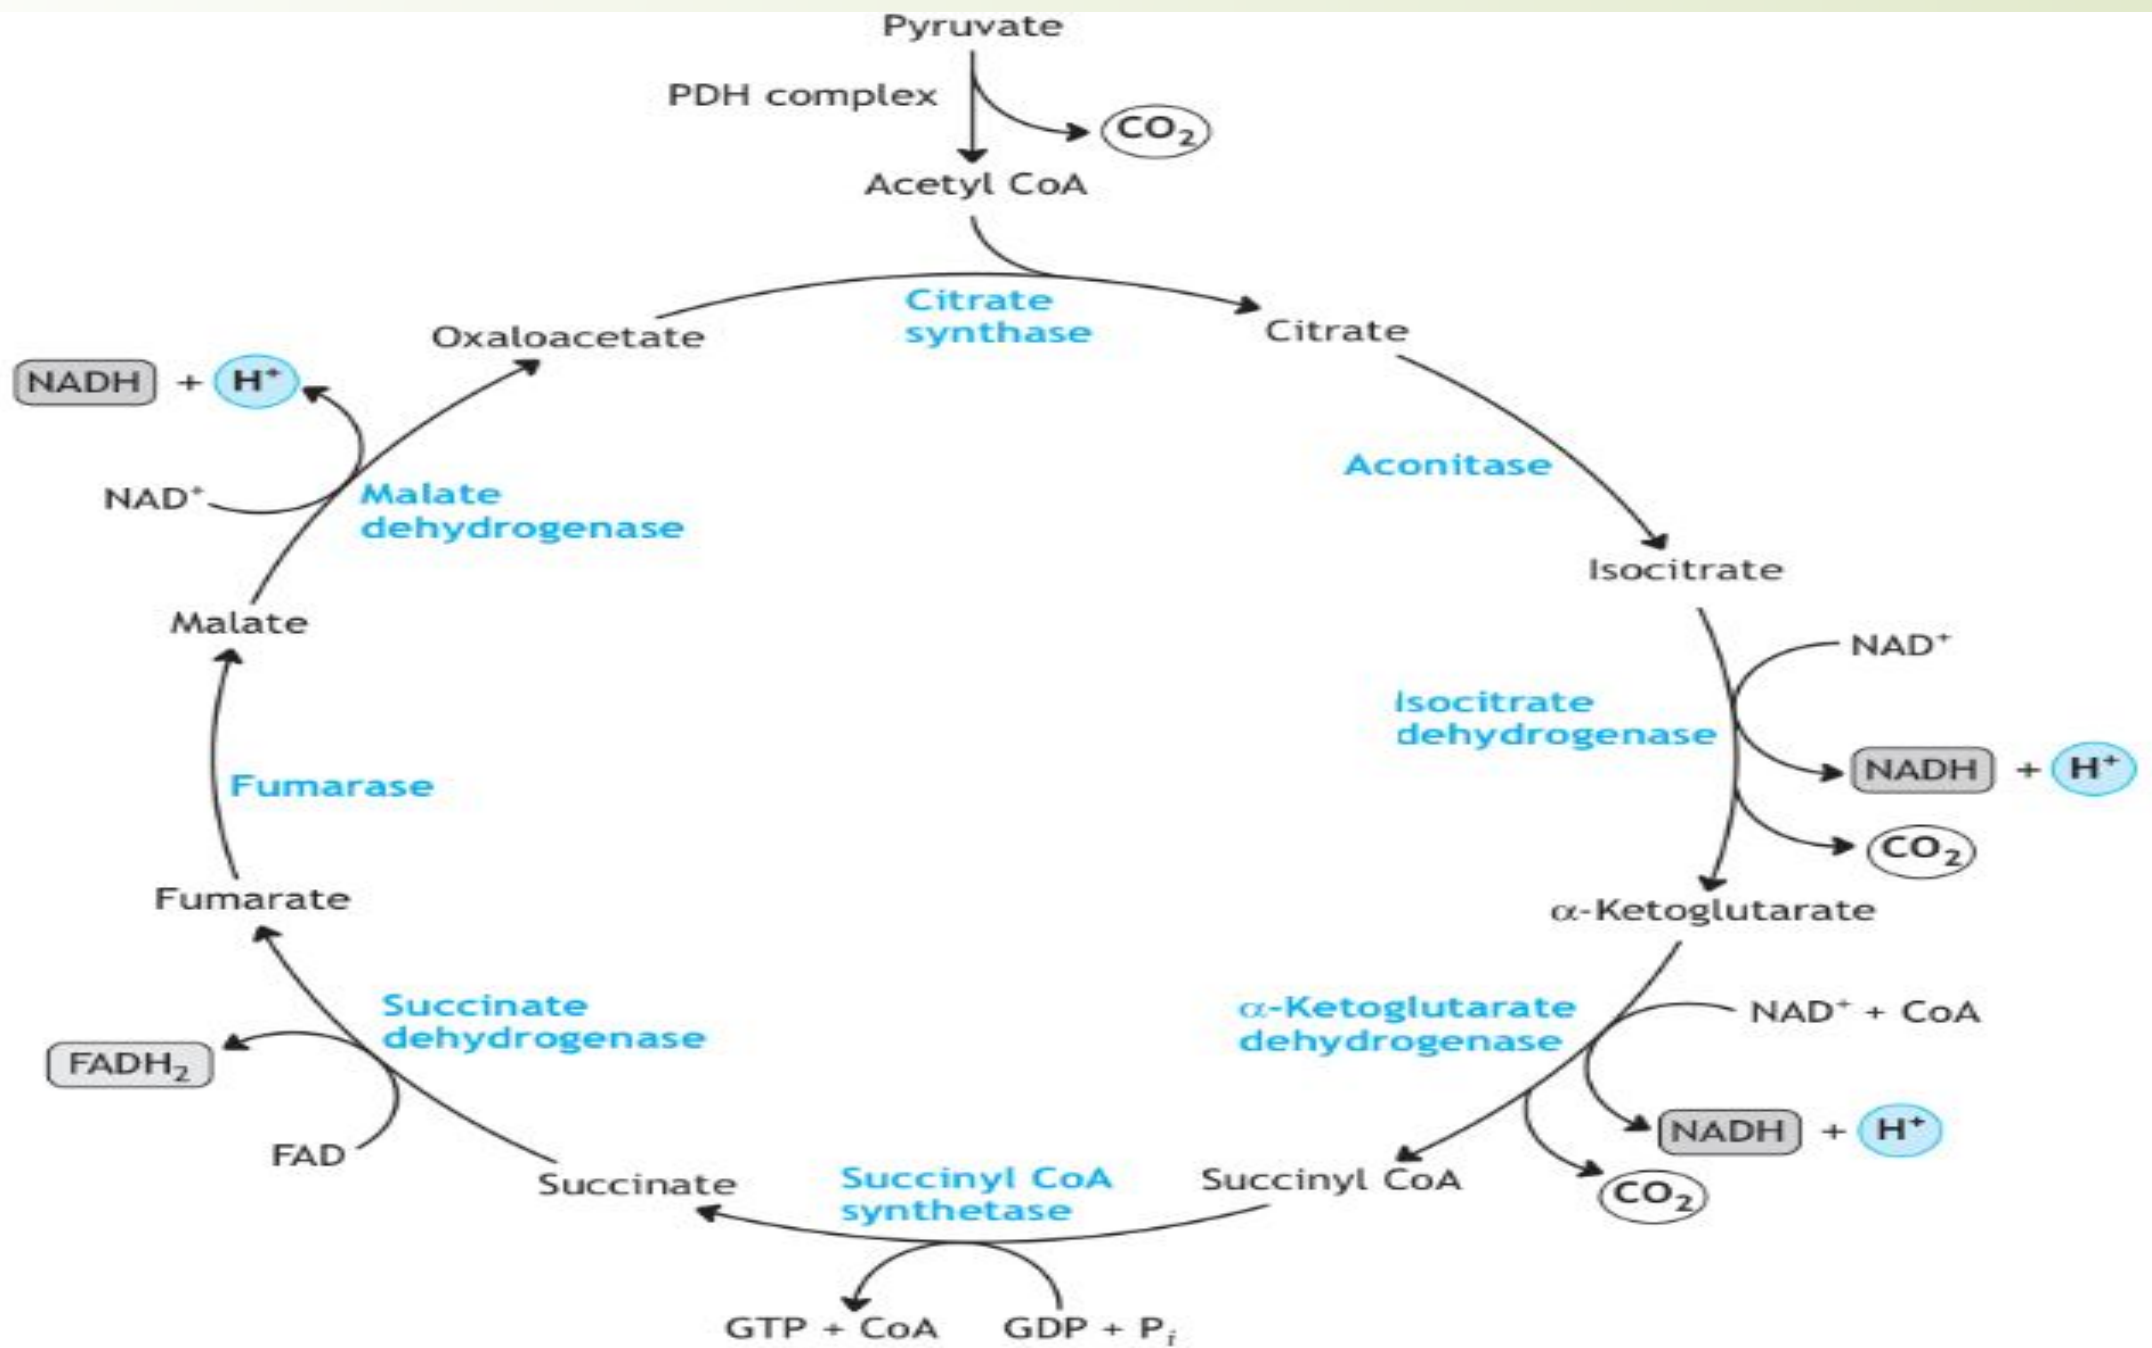 Pyruvate
PDH complex
CO₂
Acetyl CoA
Citrate
synthase
Oxaloacetate
Citrate
NADH + H⁺
Aconitase
NAD⁺
Malate
dehydrogenase
Isocitrate
Malate
NAD⁺
Isocitrate
dehydrogenase
NADH + H⁺
Fumarase
CO₂
Fumarate
α-Ketoglutarate
Succinate
dehydrogenase
α-Ketoglutarate
dehydrogenase
NAD⁺ + CoA
FADH₂
NADH + H⁺
FAD
Succinate
Succinyl CoA
synthetase
Succinyl CoA
CO₂
GTP + CoA
GDP + Pᵢ